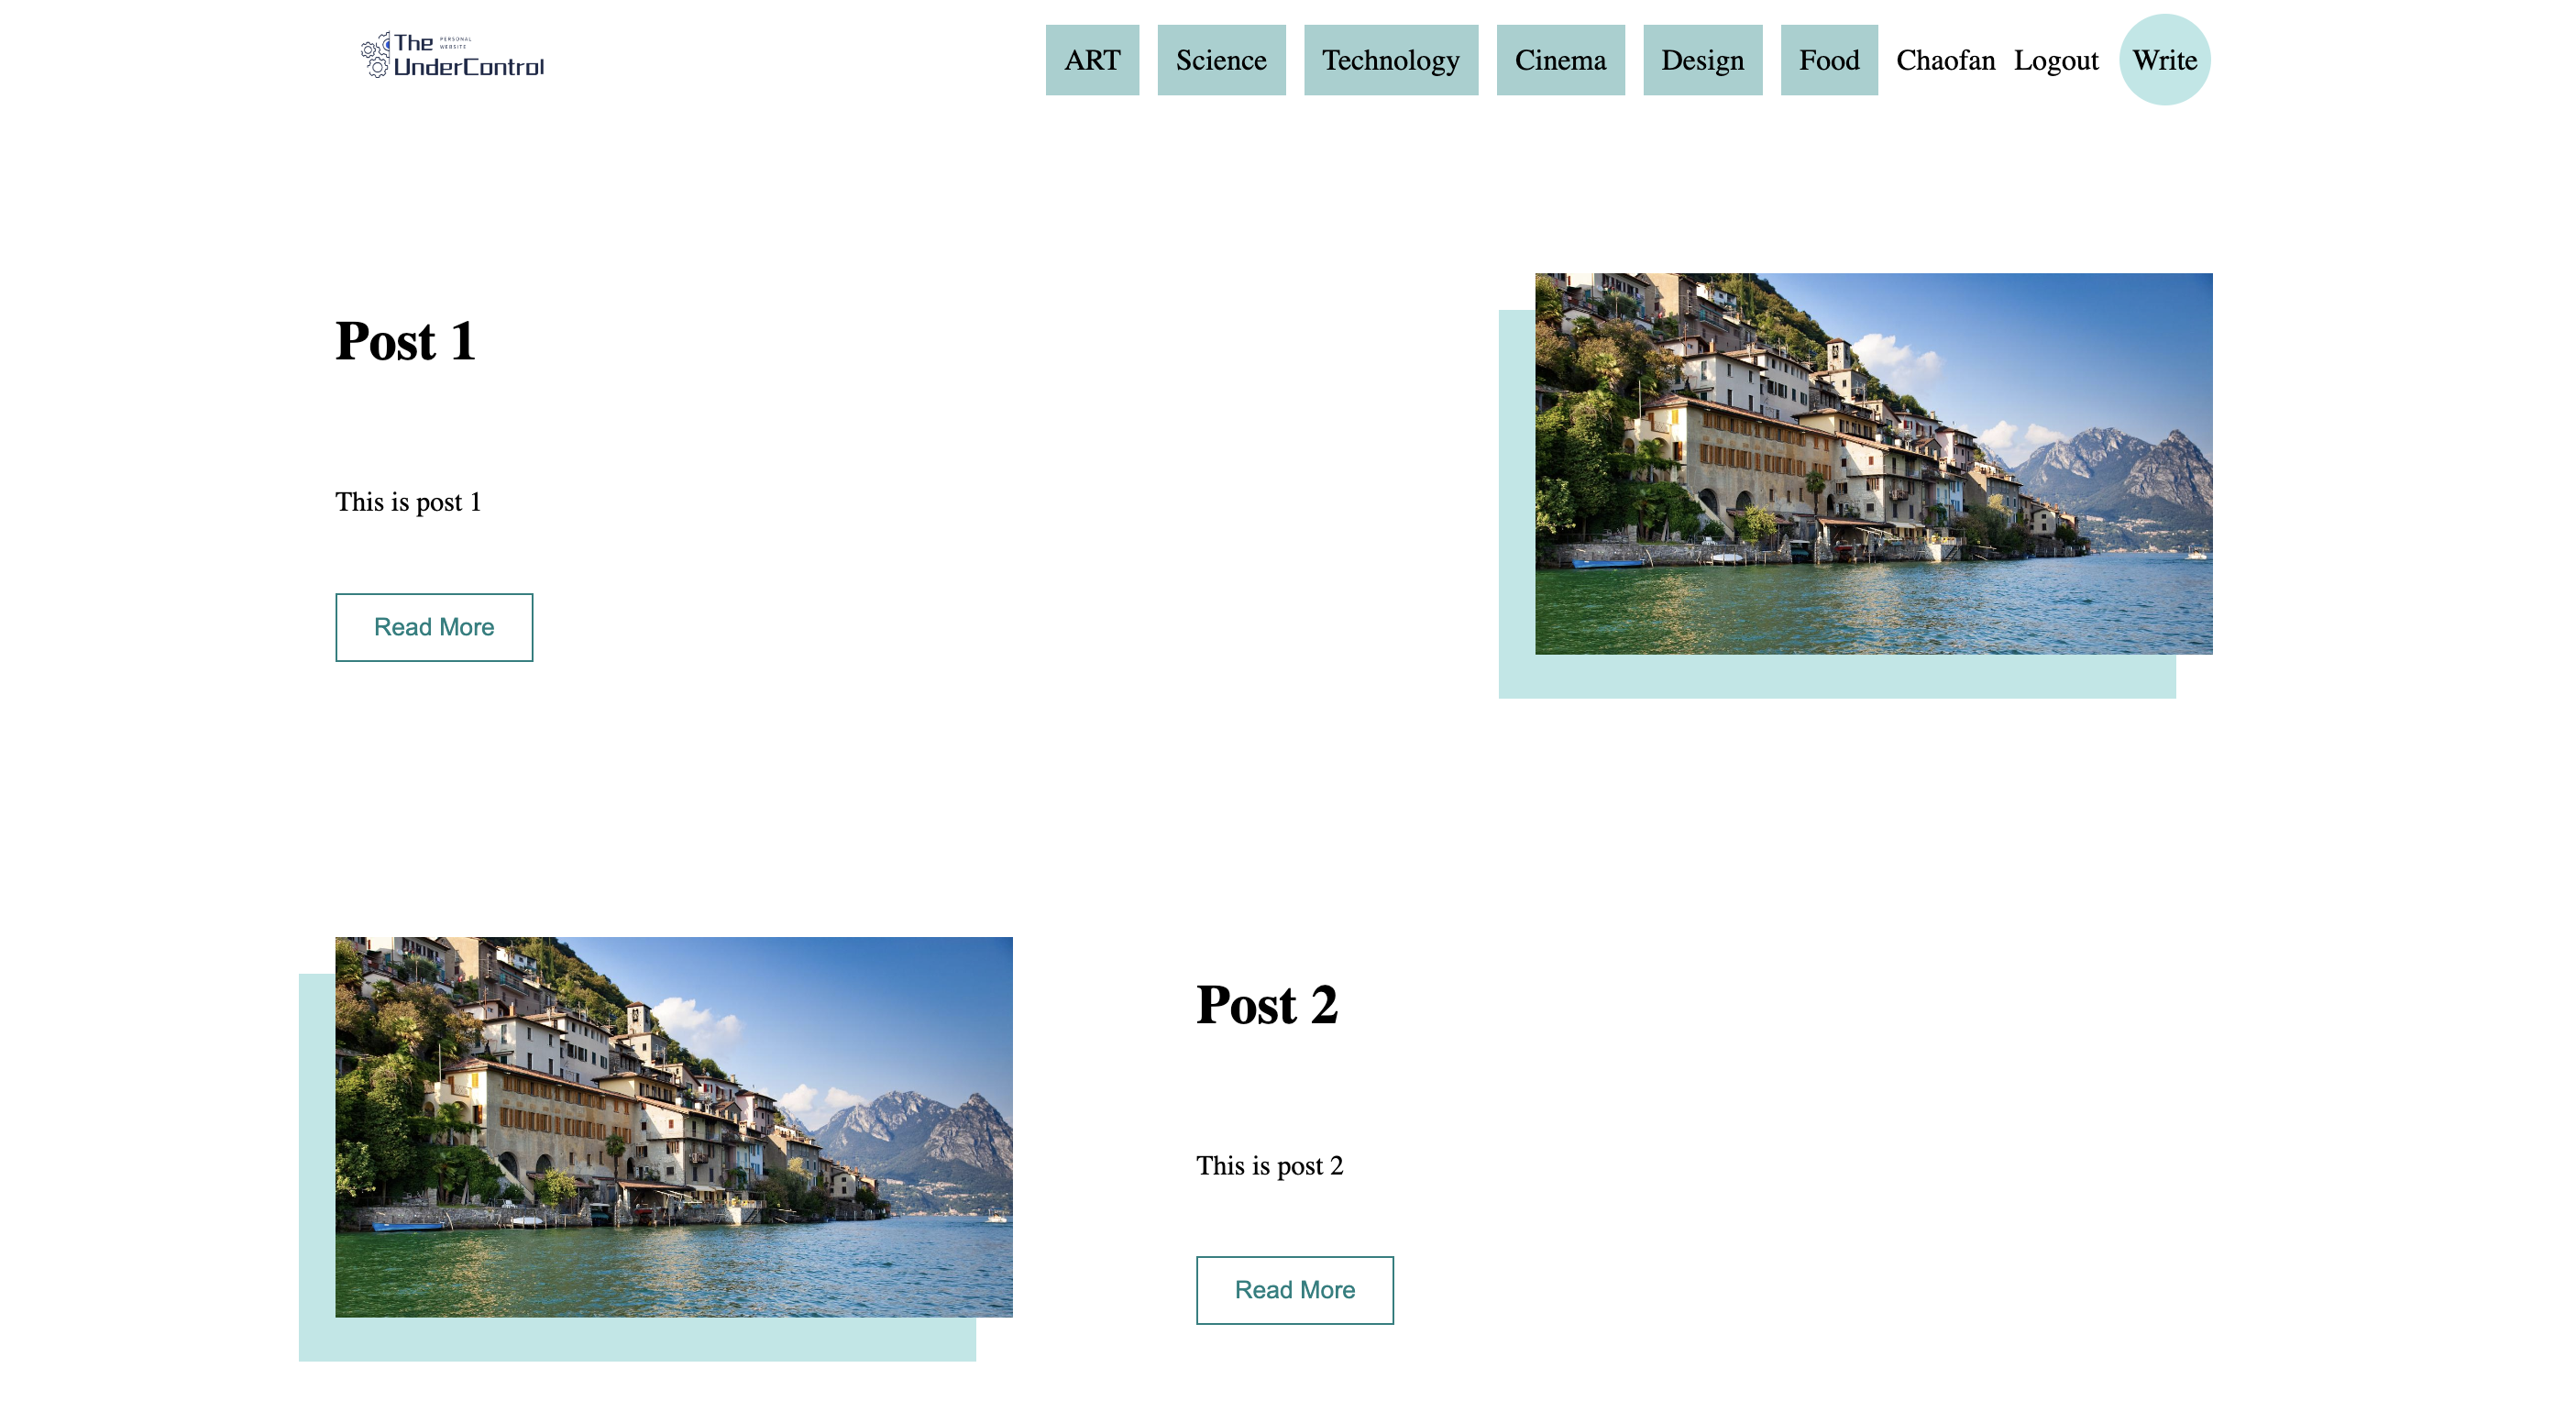 The PERSONAL WEBSITE
UnderControl
ART Science Technology Cinema Design Food Chaofan Logout Write
Post 1
This is post 1
Read More
Post 2
This is post 2
Read More